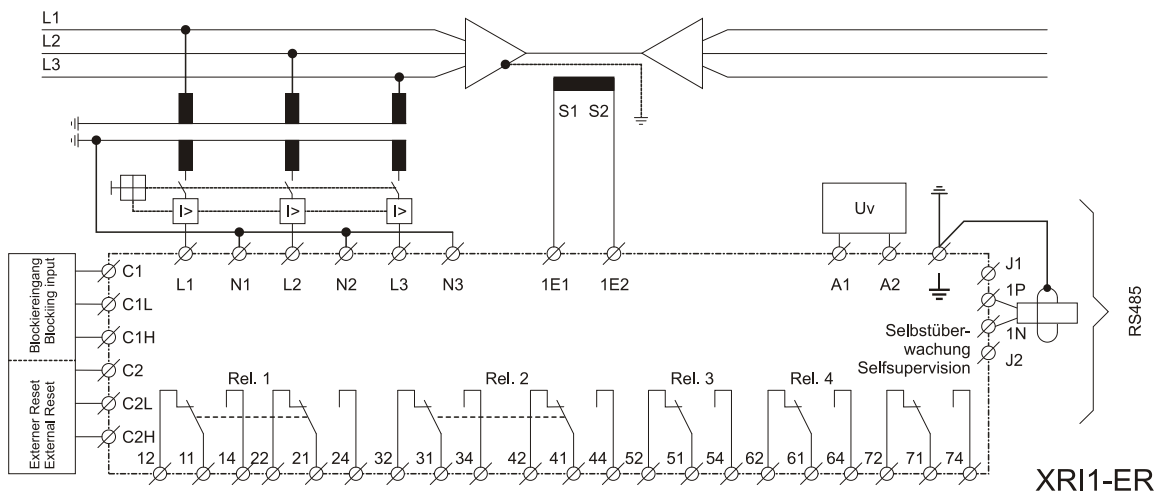 L1
L2
L3
S1 S2
I> I> I>
Uv
L1 N1 L2 N2 L3 N3 1E1 1E2 A1 A2
Blockiereingang
Blocking input
C1
C1L
C1H
Externer Reset
External Reset
C2
C2L
C2H
J1
1P
1N
J2
RS485
Selbstüber-
wachung
Selfsupervision
Rel. 1 Rel. 2 Rel. 3 Rel. 4
12 11 14 22 21 24 32 31 34 42 41 44 52 51 54 62 61 64 72 71 74
XRI1-ER